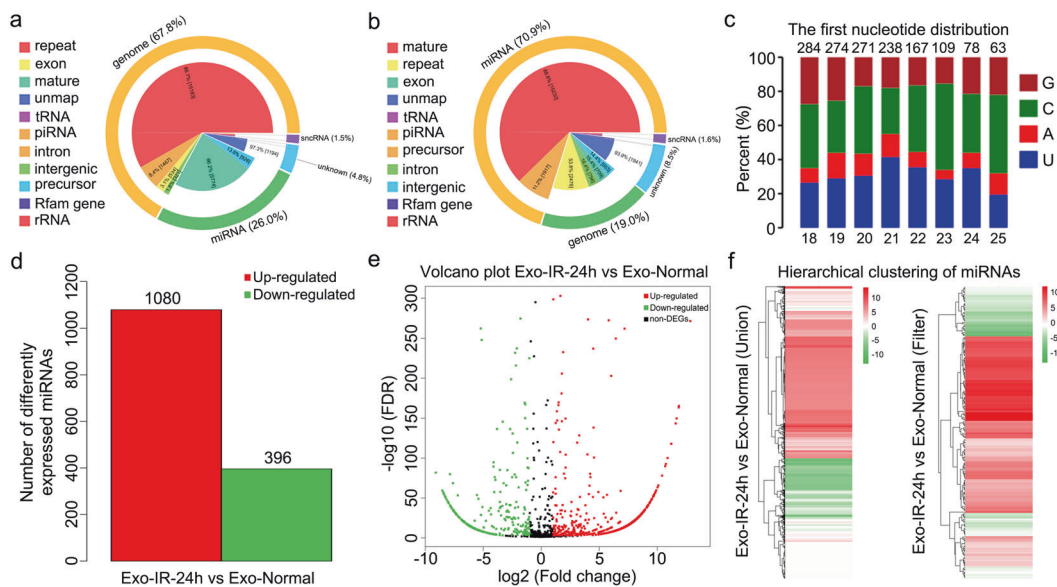 a
genome (67.8%)
repeat
exon
mature
unmap
tRNA
piRNA
intron
intergenic
precursor
Rfam gene
rRNA
97.3% [1194]
sncRNA (1.5%)
unknown (4.8%)
miRNA (26.0%)
b
miRNA (70.9%)
mature
repeat
exon
unmap
tRNA
piRNA
precursor
intron
intergenic
Rfam gene
rRNA
sncRNA (1.6%)
unknown (8.5%)
genome (19.0%)
c
The first nucleotide distribution
284 274 271 238 167 109 78 63
Percent (%)
100
80
60
40
20
0
18 19 20 21 22 23 24 25
G
C
A
U
d
Number of differently
expressed miRNAs
0 200 400 600 800 1000 1200
Up-regulated
Down-regulated
1080
396
Exo-IR-24h vs Exo-Normal
e
Volcano plot Exo-IR-24h vs Exo-Normal
Up-regulated
Down-regulated
non-DEGs
-log10 (FDR)
300
250
200
150
100
50
0
-10 -5 0 5 10
log2 (Fold change)
f
Hierarchical clustering of miRNAs
Exo-IR-24h vs Exo-Normal (Union)
10
5
0
-5
-10
Exo-IR-24h vs Exo-Normal (Filter)
10
5
0
-5
-10